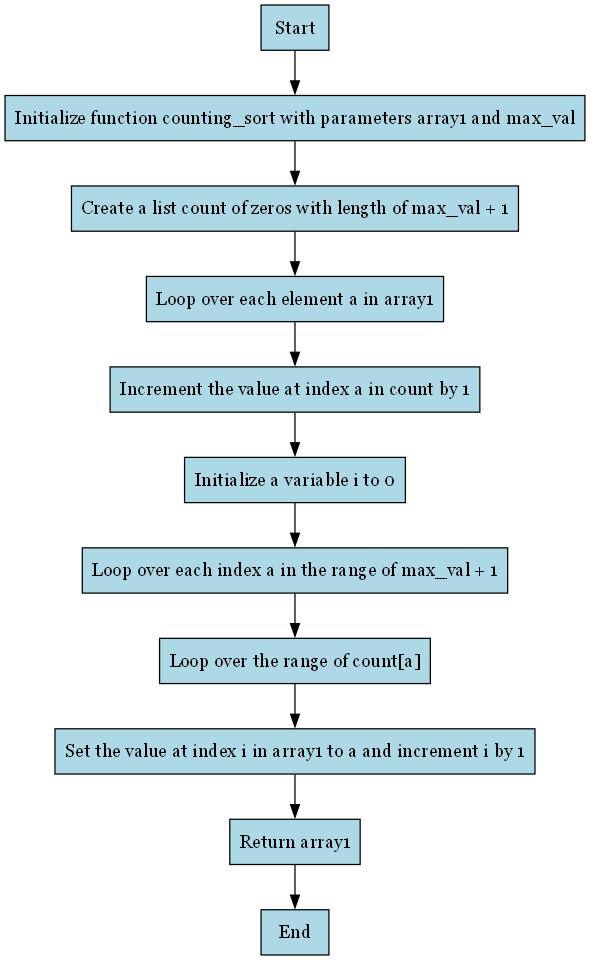 Start
Initialize function counting_sort with parameters array1 and max_val
Create a list count of zeros with length of max_val + 1
Loop over each element a in array1
Increment the value at index a in count by 1
Initialize a variable i to 0
Loop over each index a in the range of max_val + 1
Loop over the range of count[a]
Set the value at index i in array1 to a and increment i by 1
Return array1
End